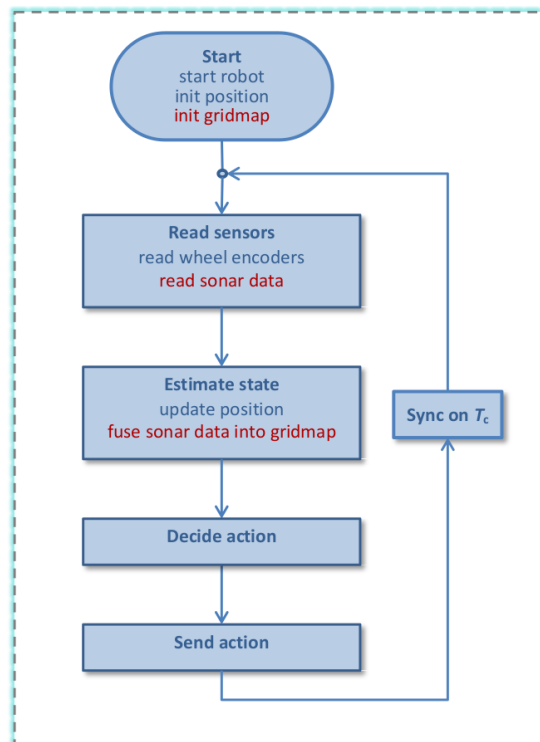 Start
start robot
init position
init gridmap
Read sensors
read wheel encoders
read sonar data
Estimate state
update position
fuse sonar data into gridmap
Sync on Tc
Decide action
Send action